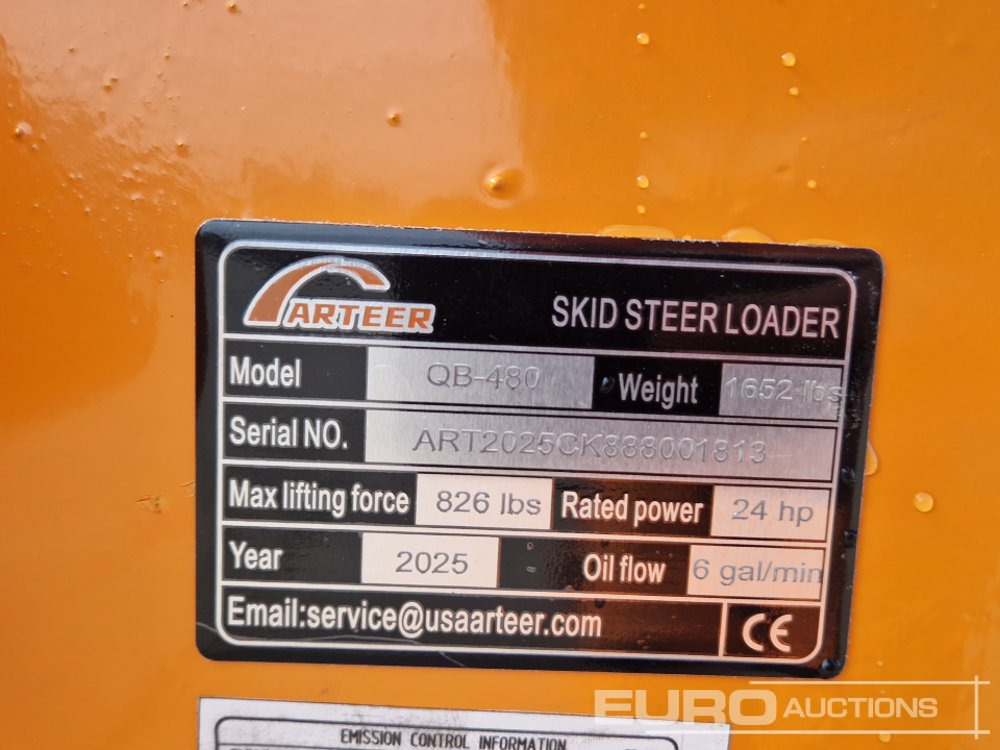 ARTEER SKID STEER LOADER
Model QB-480 Weight 1652 lbs
Serial NO. ART2025CK888001813
Max lifting force 826 lbs Rated power 24 hp
Year 2025 Oil flow 6 gal/min
Email:service@usaarteer.com CE
EMISSION CONTROL INFORMATION
EURO AUCTIONS